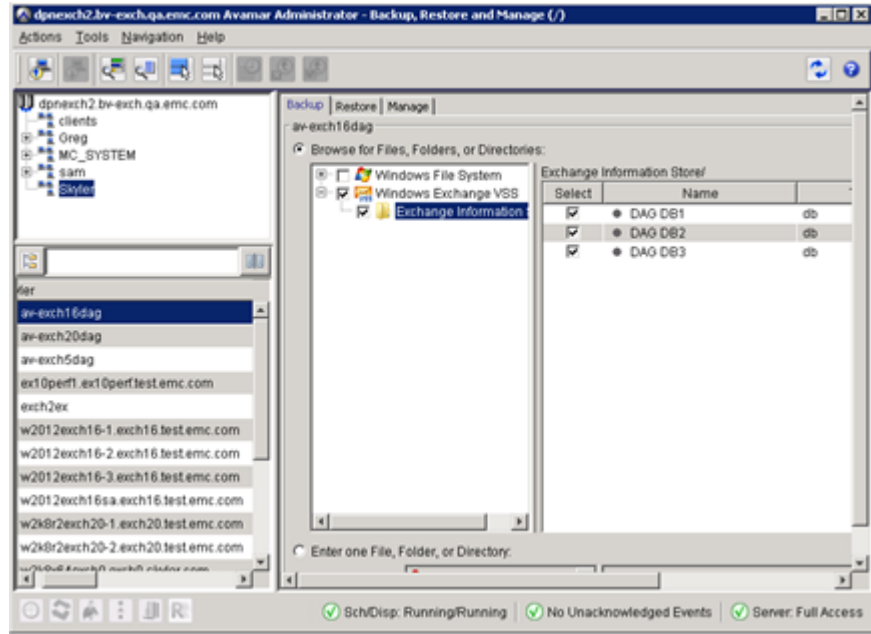 dpnexch2.bv-exch.qa.emc.com Avamar Administrator - Backup, Restore and Manage (/)
Actions Tools Navigation Help
dpnexch2.bv-exch.qa.emc.com
clients
Greg
MC_SYSTEM
sam
Skyler
ler
av-exch16dag
av-exch20dag
av-exch5dag
ex10perf1.ex10perf.test.emc.com
exch2ex
w2012exch16-1.exch16.test.emc.com
w2012exch16-2.exch16.test.emc.com
w2012exch16-3.exch16.test.emc.com
w2012exch16sa.exch16.test.emc.com
w2k8r2exch20-1.exch20.test.emc.com
w2k8r2exch20-2.exch20.test.emc.com
Backup Restore Manage
av-exch16dag
Browse for Files, Folders, or Directories:
Windows File System
Windows Exchange VSS
Exchange Information
Exchange Information Store/
Select Name
DAG DB1 db
DAG DB2 db
DAG DB3 db
Enter one File, Folder, or Directory:
Sch/Disp: Running/Running No Unacknowledged Events Server: Full Access